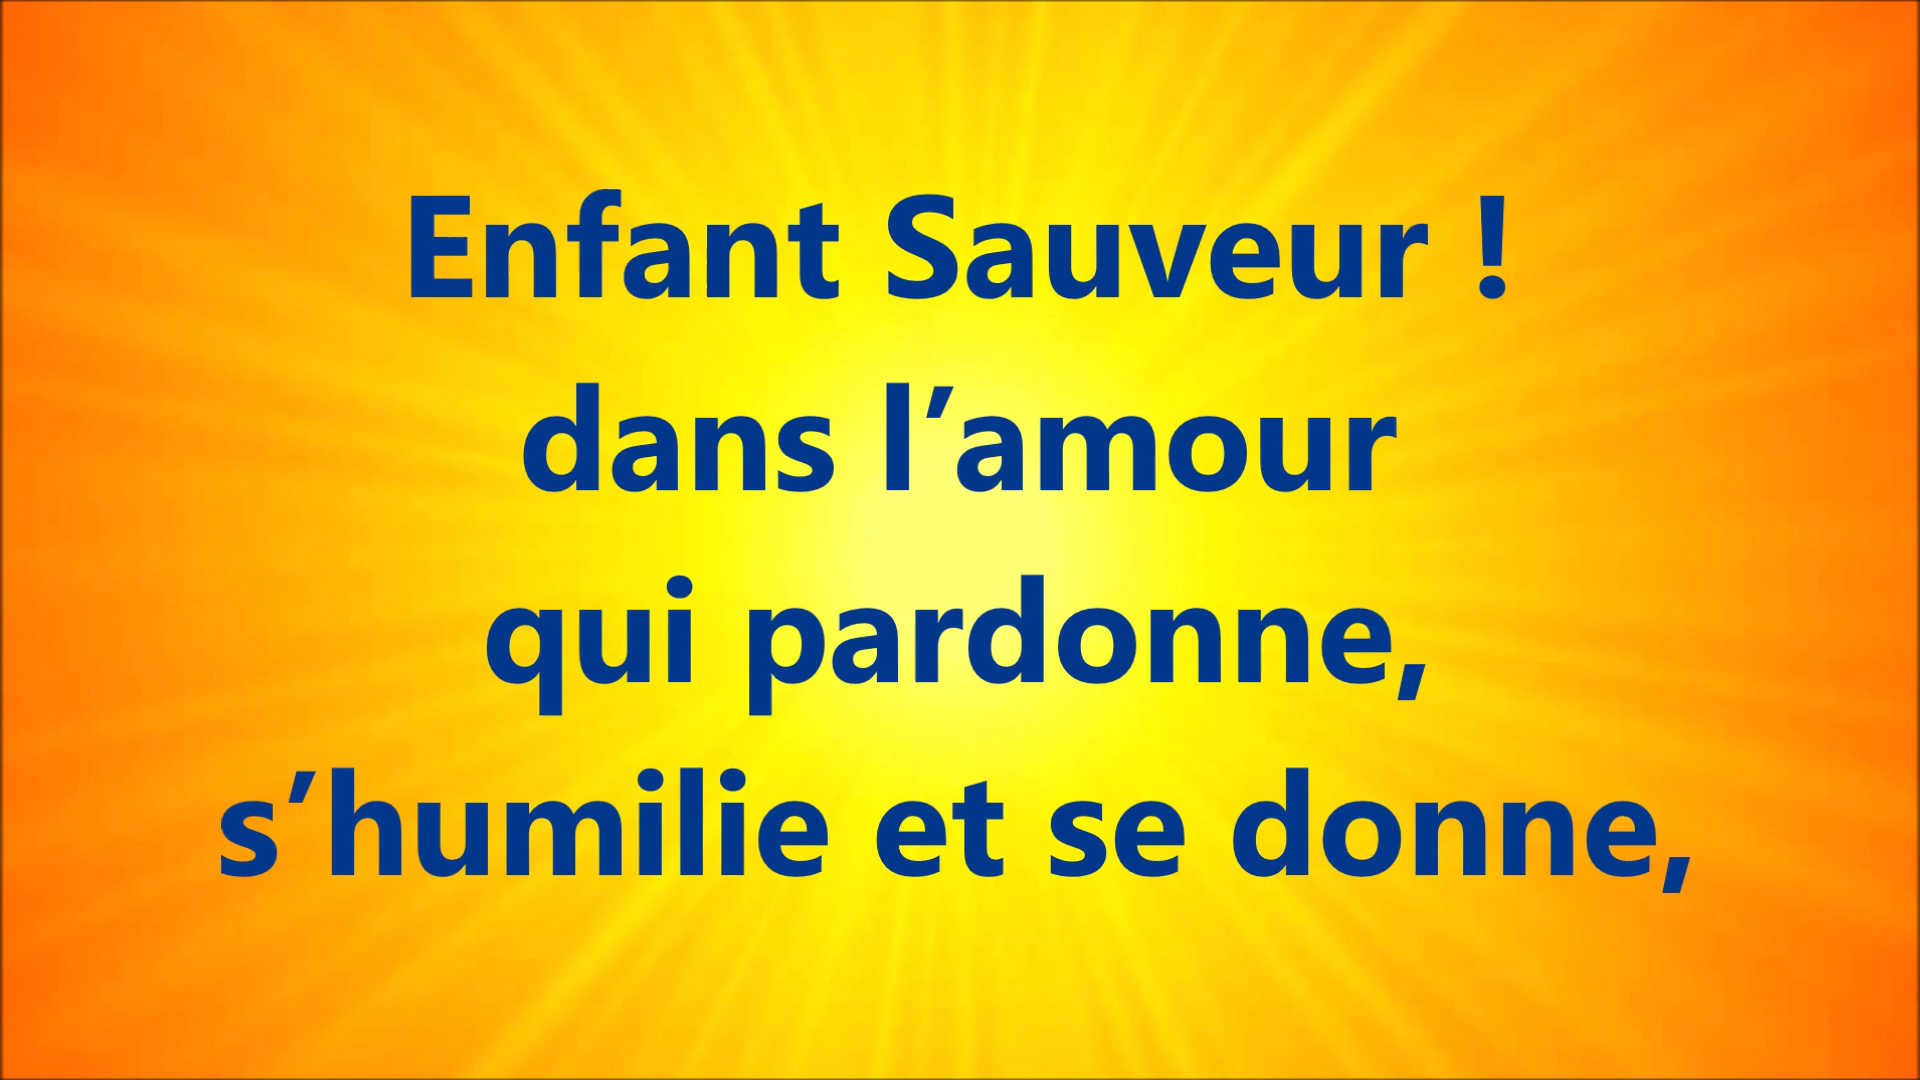 Enfant Sauveur !
dans l’amour
qui pardonne,
s’humilie et se donne,